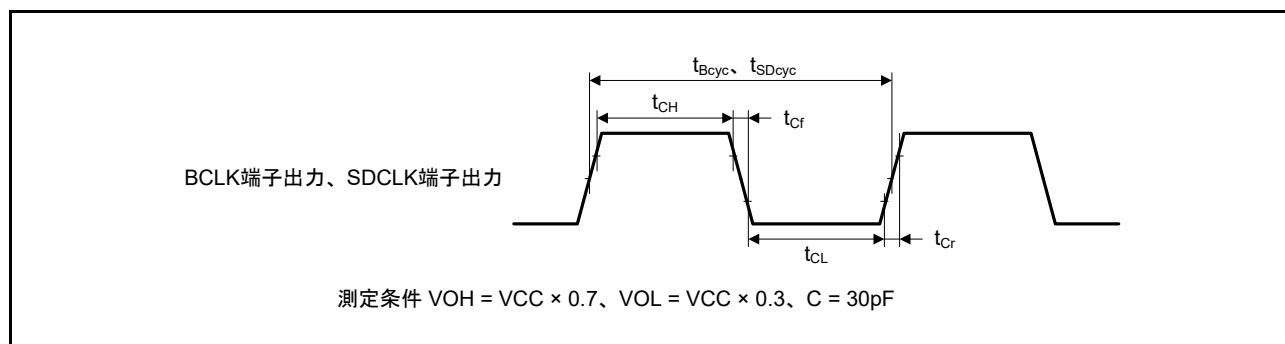 tBcyc、tSDcyc
tCH
tCf
BCLK端子出力、SDCLK端子出力
tCL
tCr
測定条件 VOH = VCC × 0.7、VOL = VCC × 0.3、C = 30pF